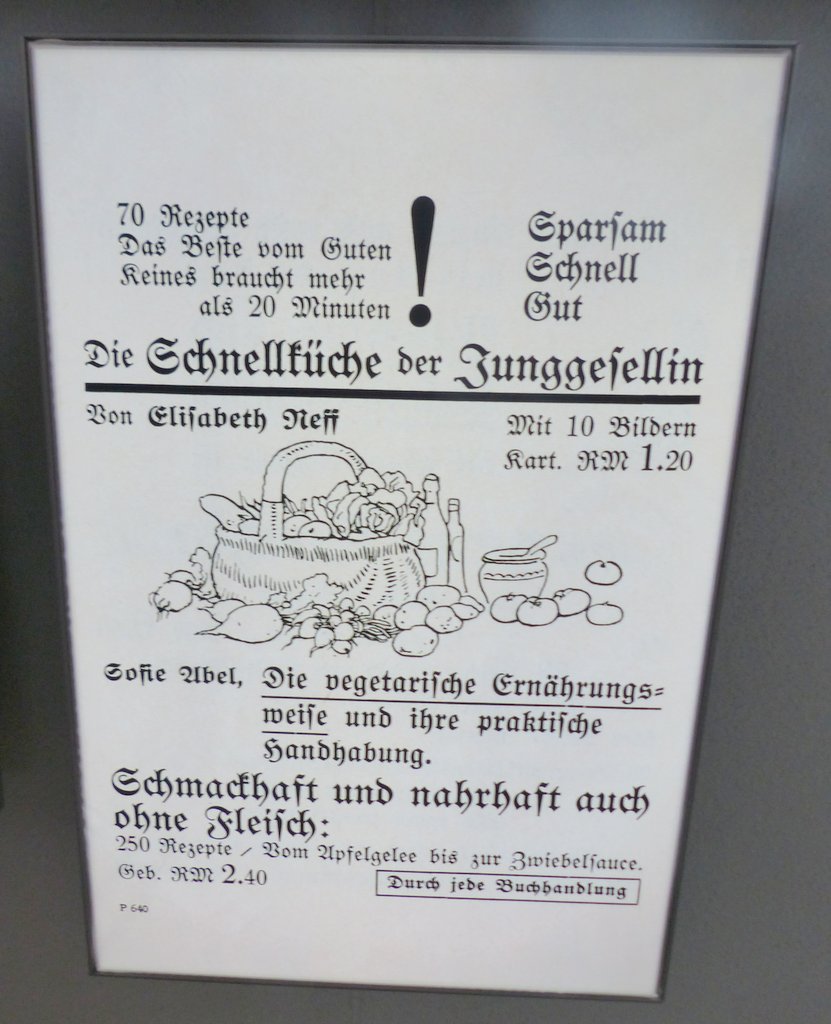 70 Rezepte
Das Beste vom Guten
Keines braucht mehr
als 20 Minuten
!
Sparsam
Schnell
Gut
Die Schnellküche der Junggesellin
Von Elisabeth Neff
Mit 10 Bildern
Kart. RM 1.20
Sofie Abel, Die vegetarische Ernährungs=
weise und ihre praktische
Handhabung.
Schmackhaft und nahrhaft auch
ohne Fleisch:
250 Rezepte / Vom Apfelgelee bis zur Zwiebelsauce.
Geb. RM 2.40
Durch jede Buchhandlung
P 640